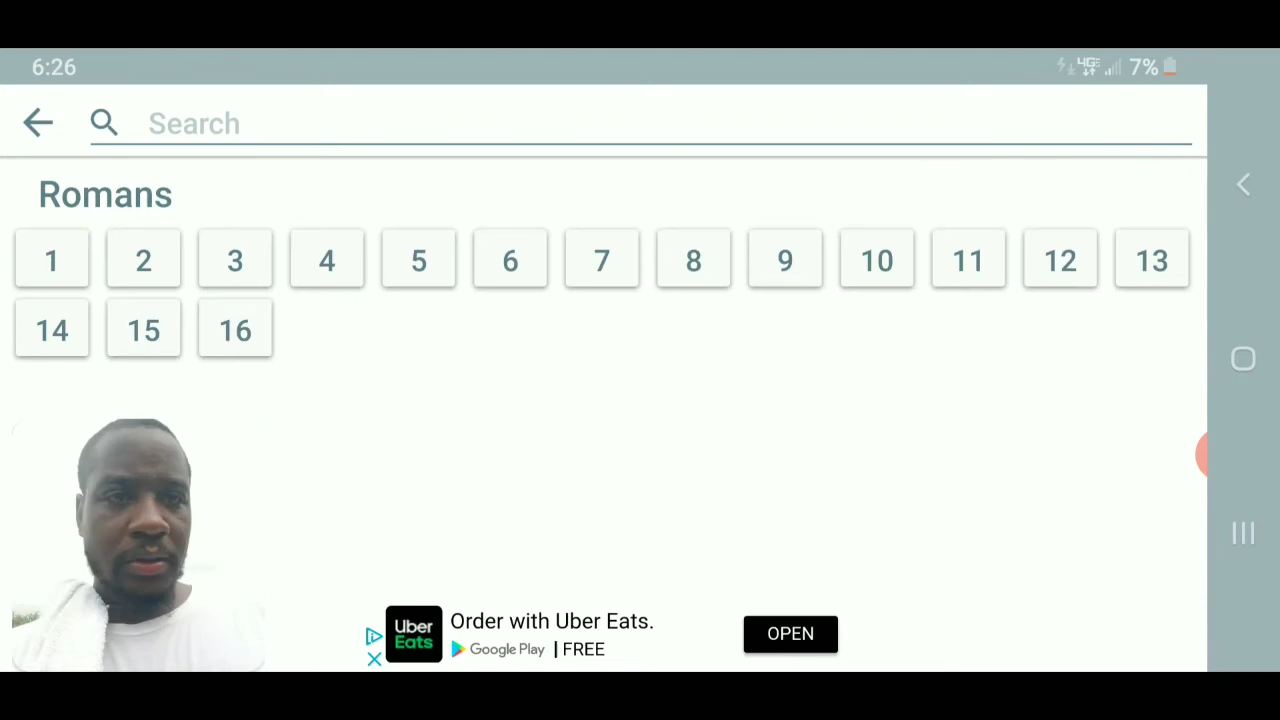 6:26
4GE 7%
Search
Romans
1 2 3 4 5 6 7 8 9 10 11 12 13
14 15 16
Uber Eats
Order with Uber Eats.
Google Play | FREE
OPEN